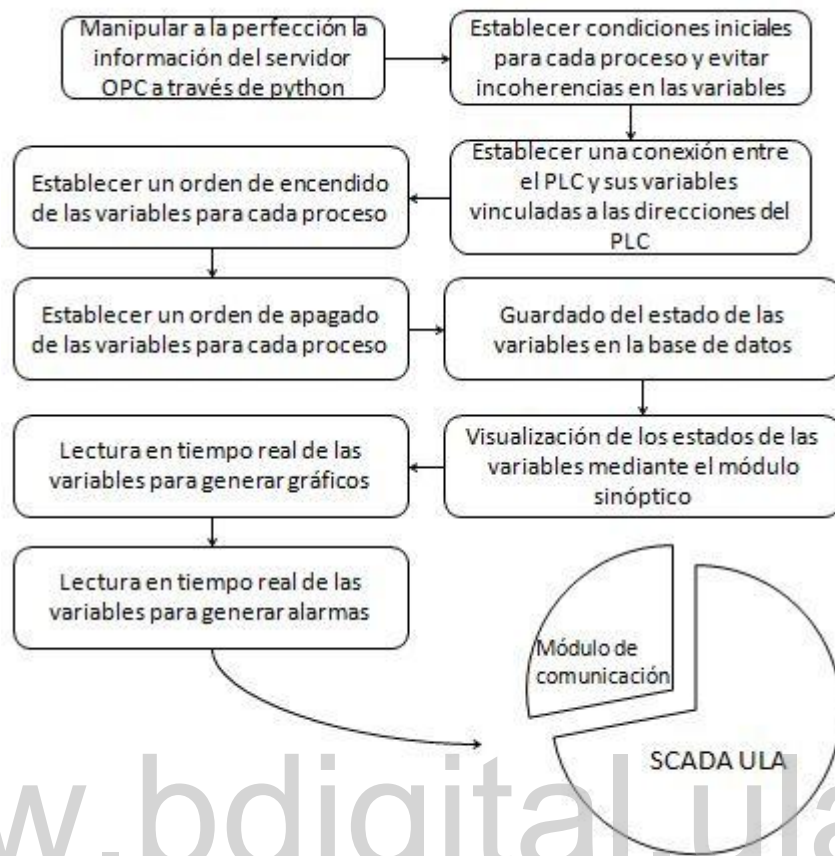 Manipular a la perfección la
información del servidor
OPC a través de python
Establecer condiciones iniciales
para cada proceso y evitar
incoherencias en las variables
Establecer una conexión entre
el PLC y sus variables
vinculadas a las direcciones del
PLC
Establecer un orden de encendido
de las variables para cada proceso
Establecer un orden de apagado
de las variables para cada proceso
Guardado del estado de las
variables en la base de datos
Visualización de los estados de las
variables mediante el módulo
sinóptico
Lectura en tiempo real de las
variables para generar gráficos
Lectura en tiempo real de las
variables para generar alarmas
Módulo de
comunicación
SCADA ULA
w.bdigital.ula